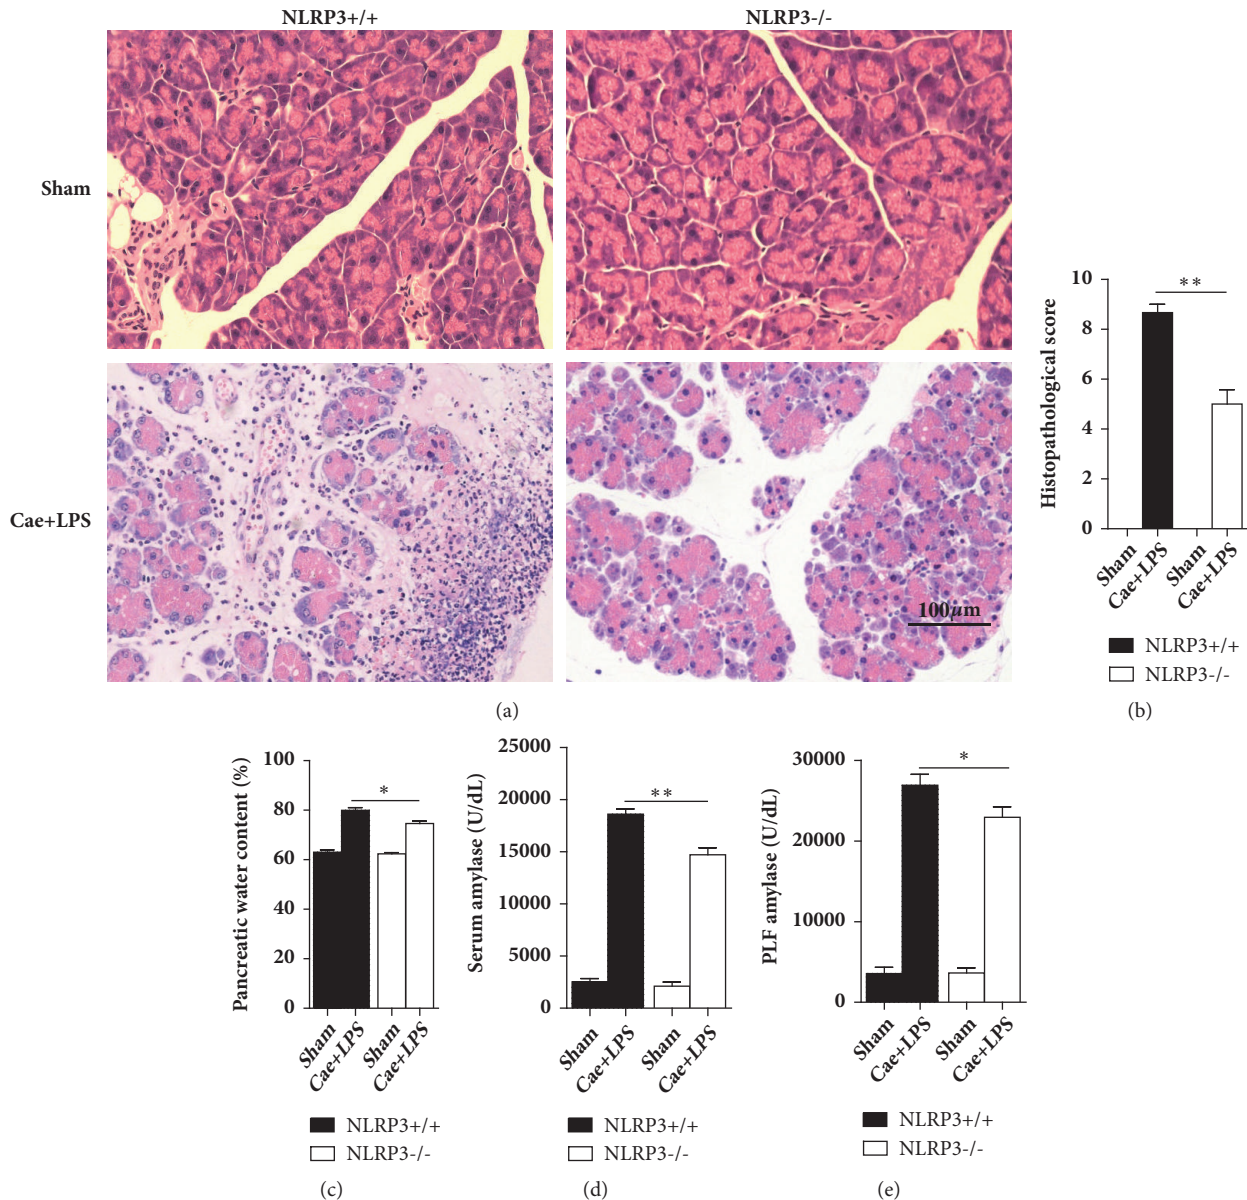 NLRP3+/+
NLRP3-/-
Sham
Cae+LPS
100μm
(a)
Histopathological score
10
8
6
4
2
0
Sham
Cae+LPS
Sham
Cae+LPS
**
NLRP3+/+
NLRP3-/-
(b)
Pancreatic water content (%)
100
80
60
40
20
0
*
Sham
Cae+LPS
Sham
Cae+LPS
NLRP3+/+
NLRP3-/-
(c)
Serum amylase (U/dL)
25000
20000
15000
10000
5000
0
**
Sham
Cae+LPS
Sham
Cae+LPS
NLRP3+/+
NLRP3-/-
(d)
PLF amylase (U/dL)
30000
20000
10000
0
*
Sham
Cae+LPS
Sham
Cae+LPS
NLRP3+/+
NLRP3-/-
(e)